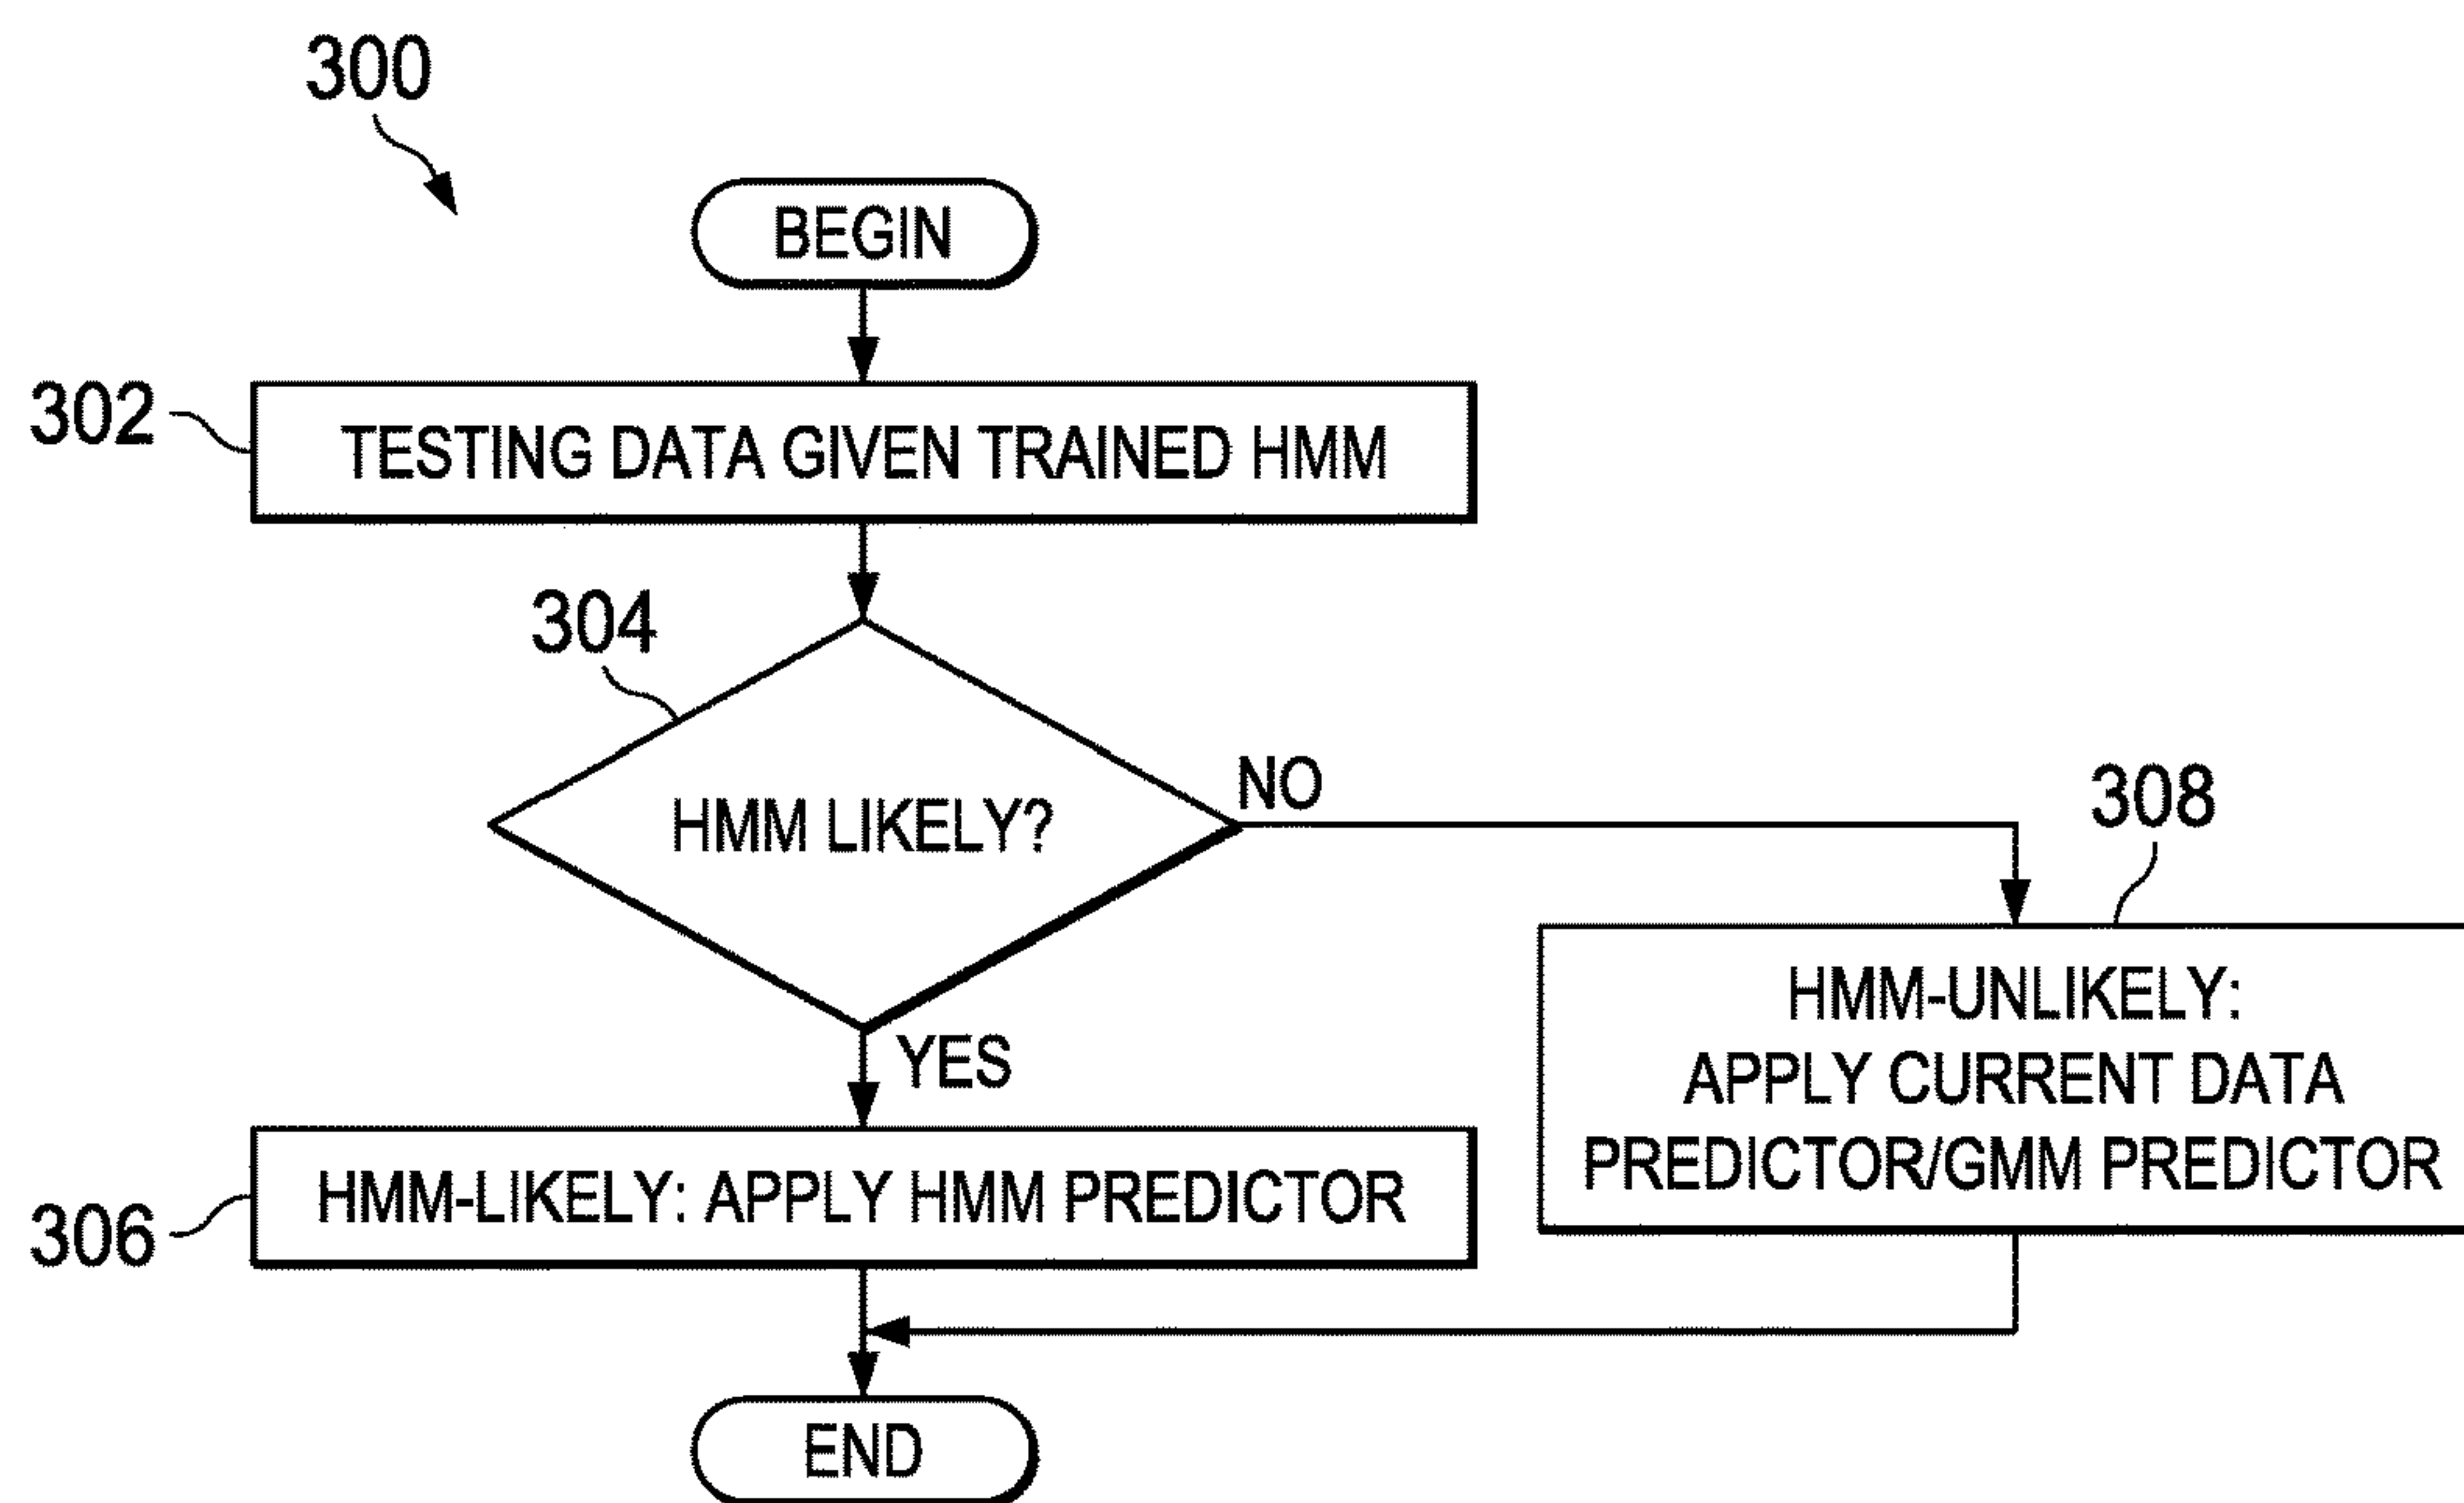 300
BEGIN
302
TESTING DATA GIVEN TRAINED HMM
304
HMM LIKELY?
NO
308
HMM-UNLIKELY:
APPLY CURRENT DATA
PREDICTOR/GMM PREDICTOR
YES
306
HMM-LIKELY: APPLY HMM PREDICTOR
END